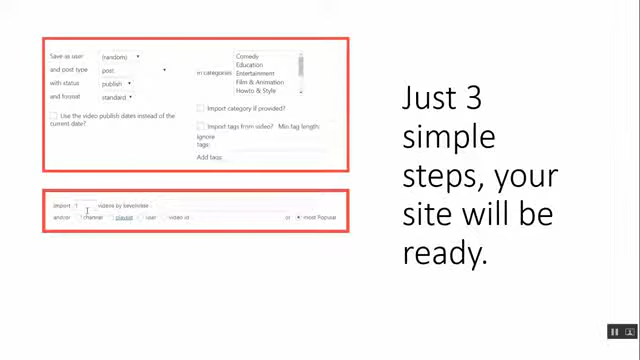 Save as user (random)
and post type post
with status publish
and format standard
Use the video publish dates instead of the
current date?
in categories
Comedy
Education
Entertainment
Film & Animation
Howto & Style
Import category if provided?
Import tags from video? Min tag length:
Ignore
tags:
Add tags:
import 1 videos by keywords
and/or channel playlist user video id or most Popular
Just 3
simple
steps, your
site will be
ready.